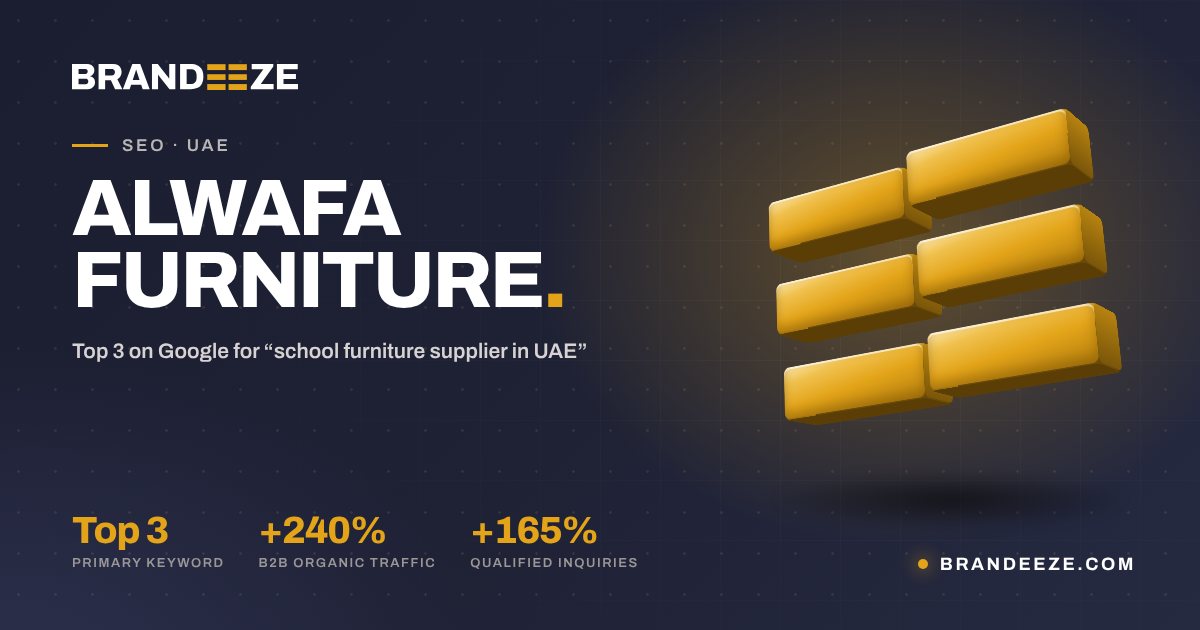 BRANDEEZE
SEO · UAE
ALWAFA
FURNITURE.
Top 3 on Google for “school furniture supplier in UAE”
Top 3
PRIMARY KEYWORD
+240%
B2B ORGANIC TRAFFIC
+165%
QUALIFIED INQUIRIES
BRANDEEZE.COM